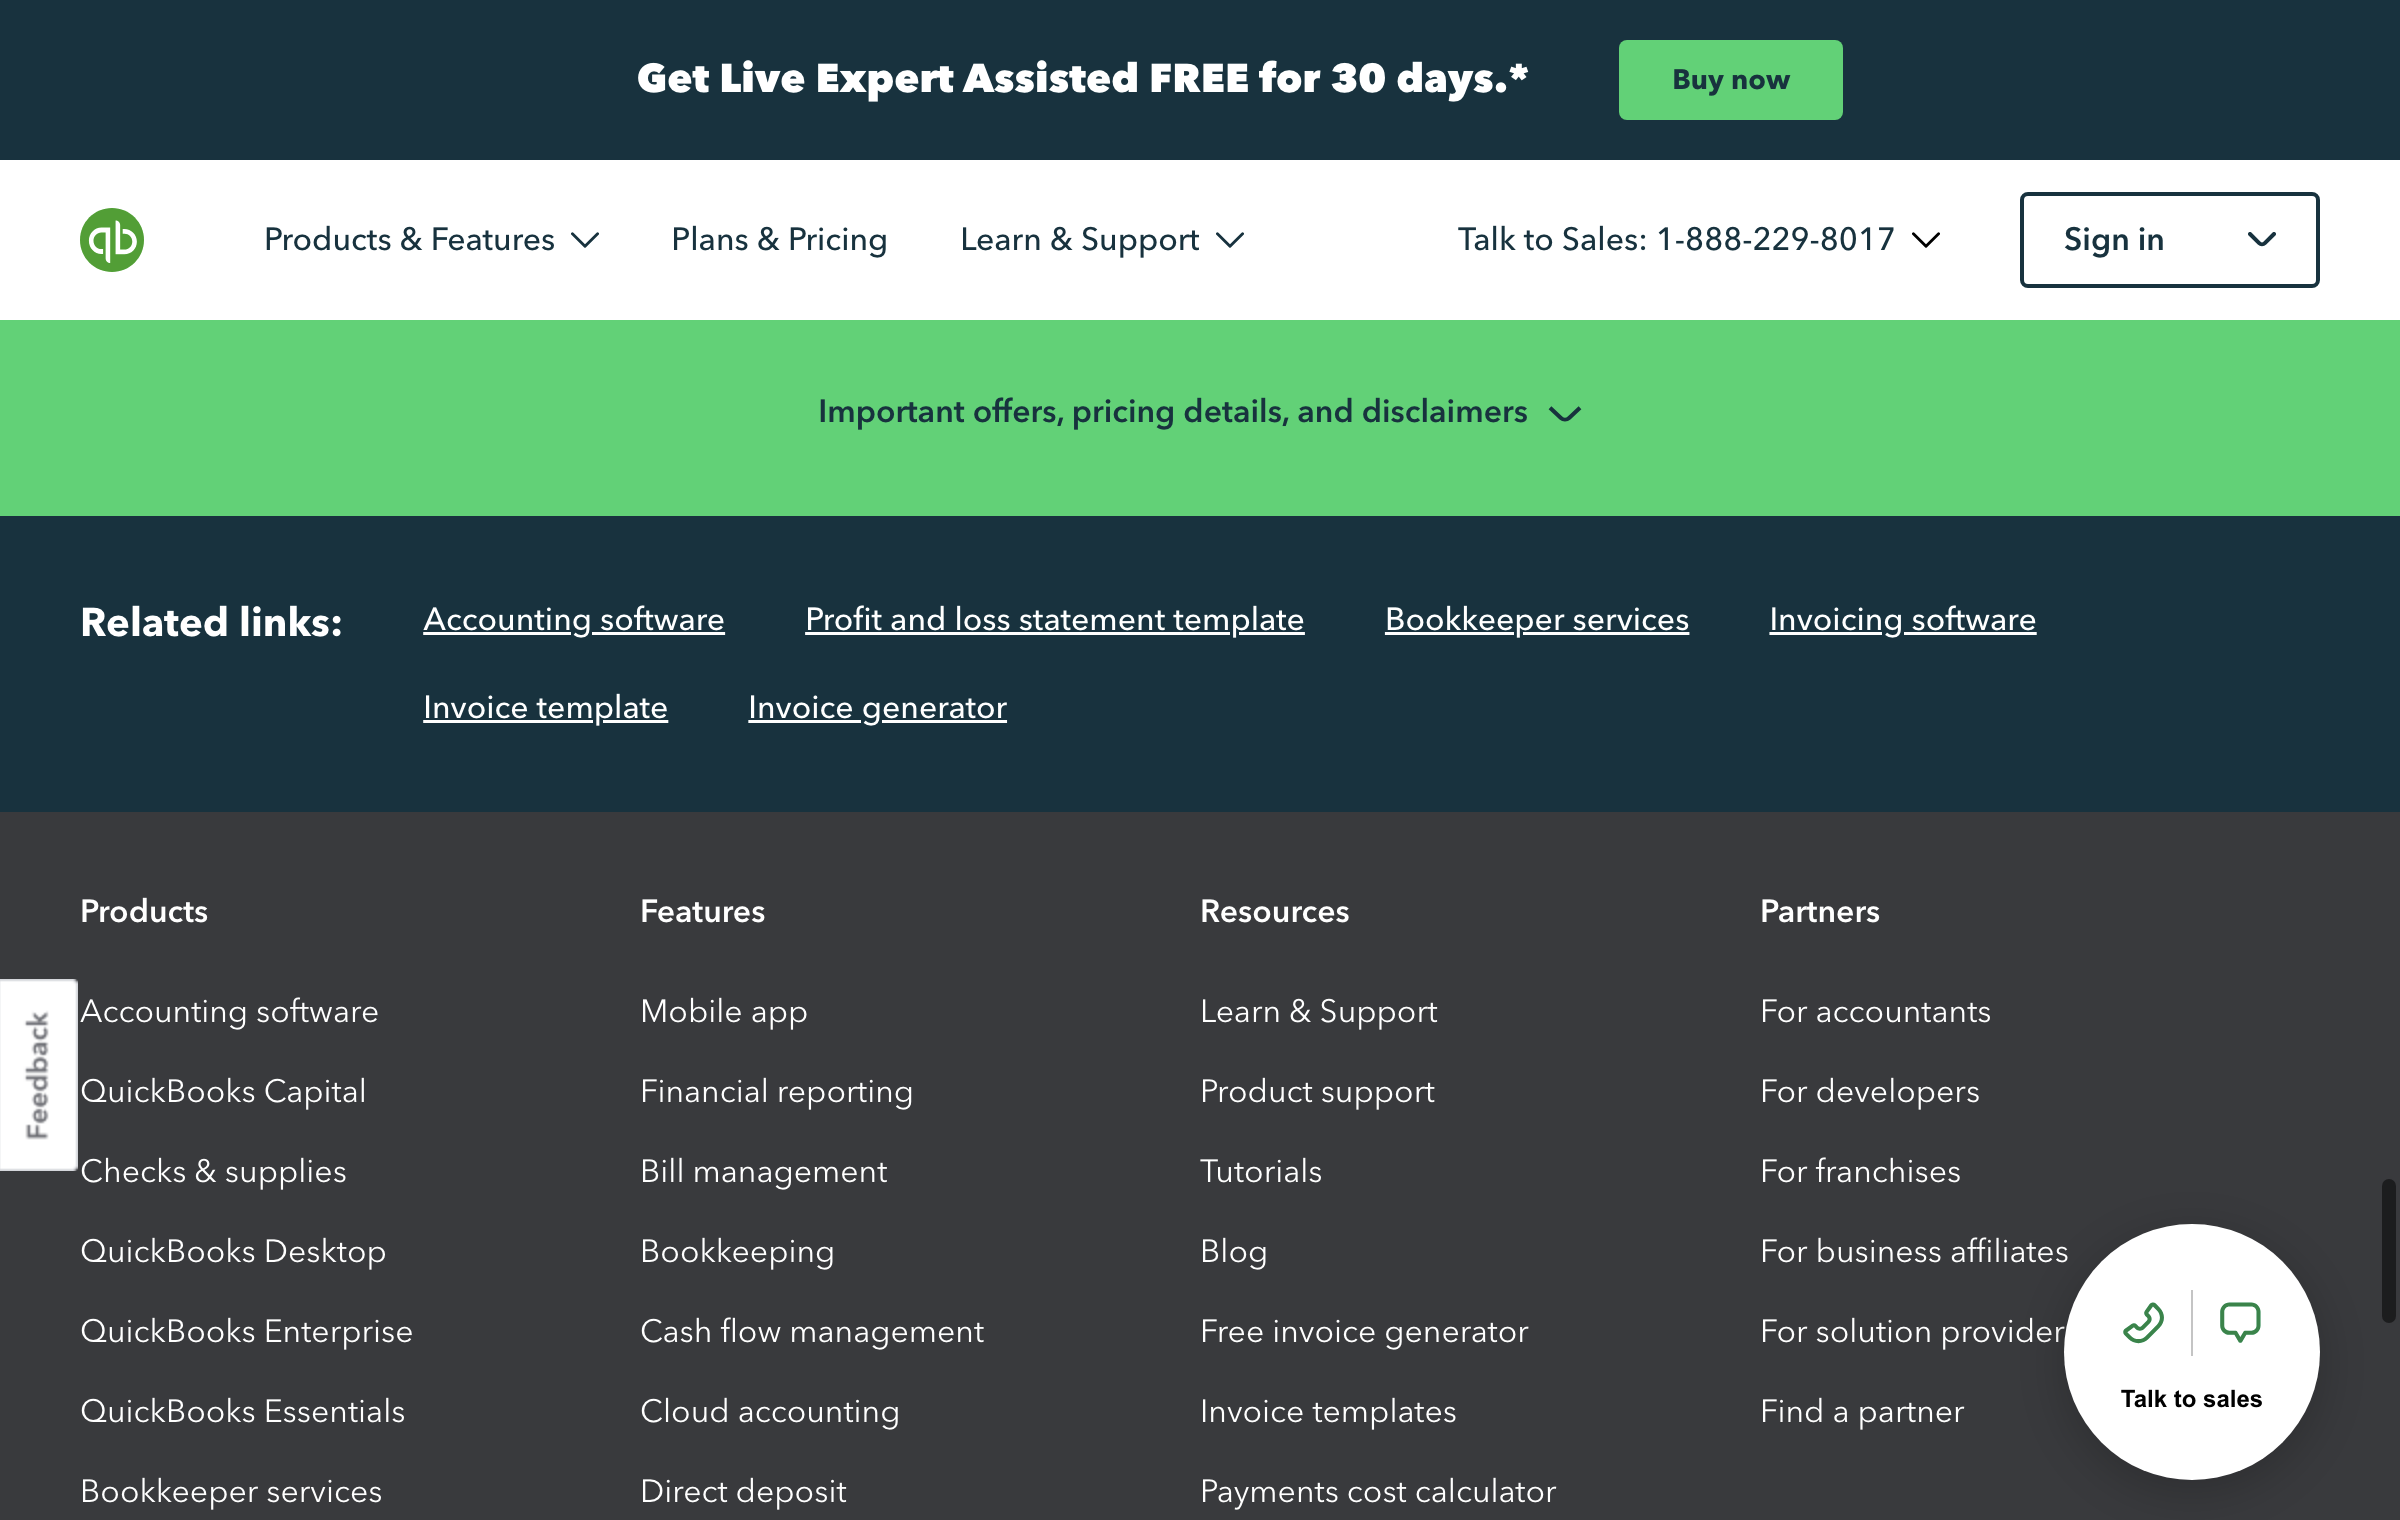 Get Live Expert Assisted FREE for 30 days.*
Buy now
qb
Products & Features
Plans & Pricing
Learn & Support
Talk to Sales: 1-888-229-8017
Sign in
Important offers, pricing details, and disclaimers
Related links:
Accounting software
Profit and loss statement template
Bookkeeper services
Invoicing software
Invoice template
Invoice generator
Products
Accounting software
QuickBooks Capital
Checks & supplies
QuickBooks Desktop
QuickBooks Enterprise
QuickBooks Essentials
Bookkeeper services
Features
Mobile app
Financial reporting
Bill management
Bookkeeping
Cash flow management
Cloud accounting
Direct deposit
Resources
Learn & Support
Product support
Tutorials
Blog
Free invoice generator
Invoice templates
Payments cost calculator
Partners
For accountants
For developers
For franchises
For business affiliates
For solution provider
Find a partner
Feedback
Talk to sales